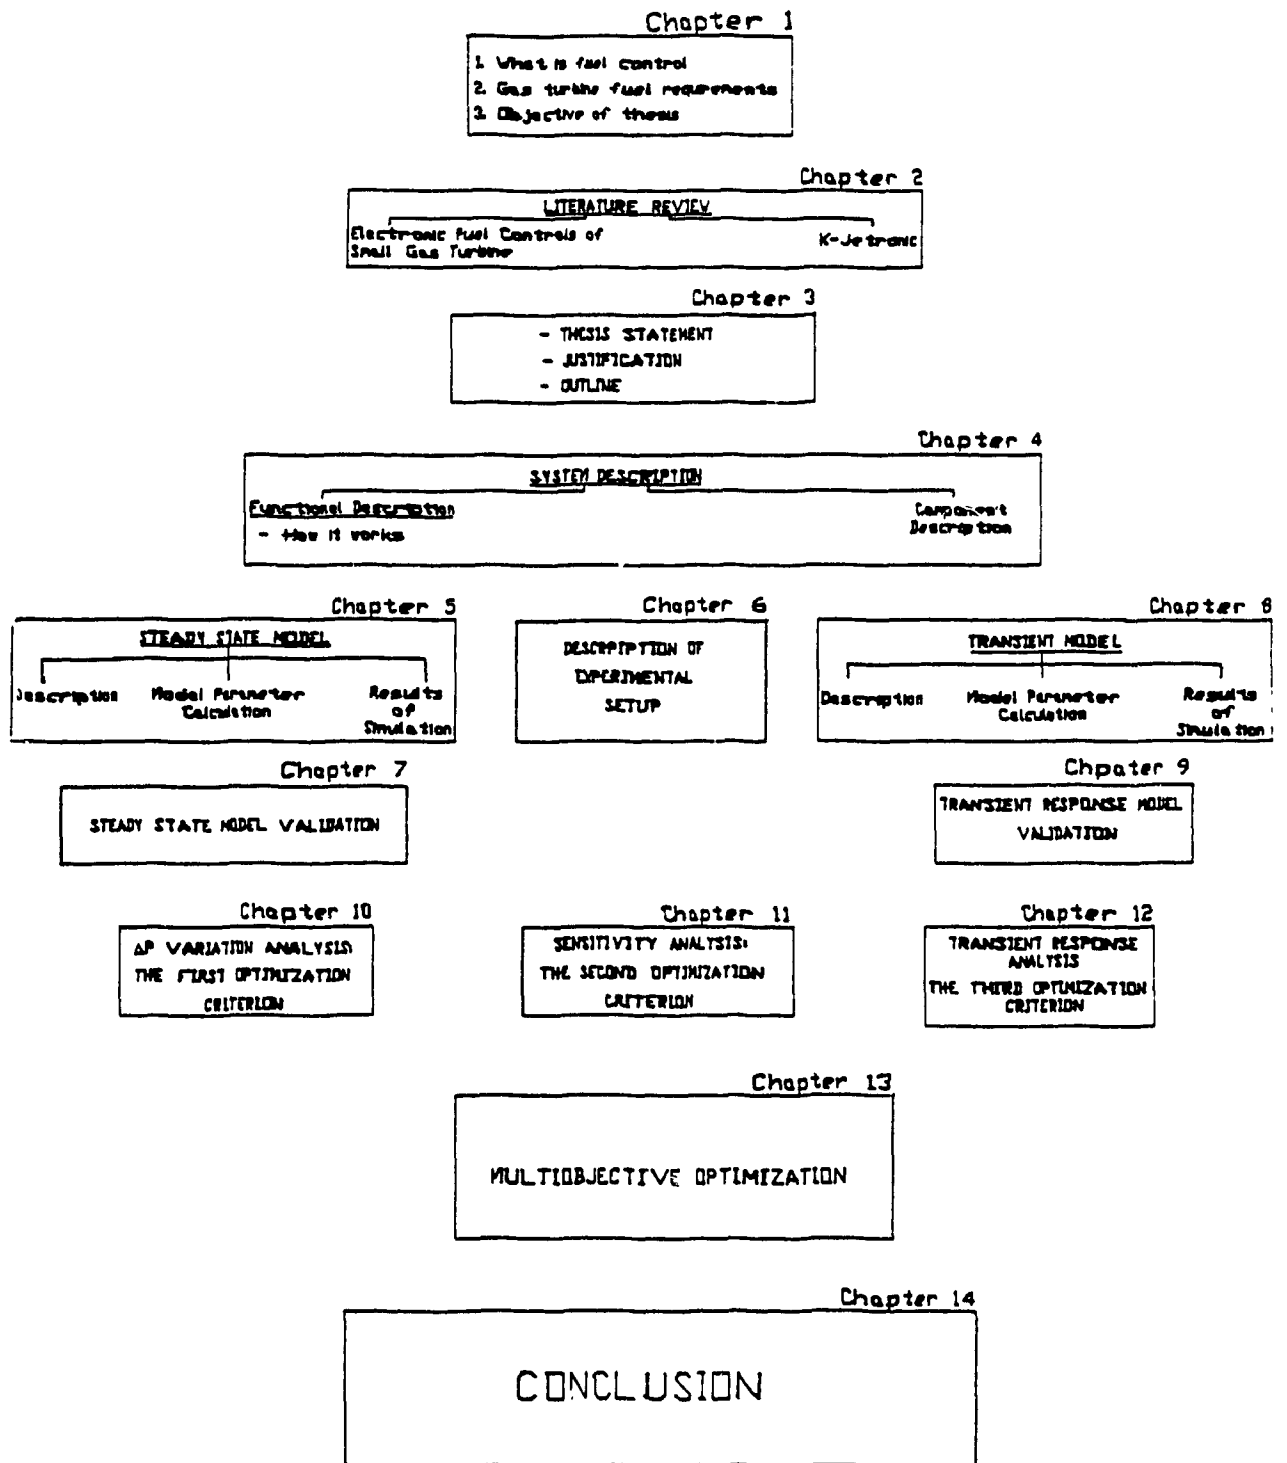 Chapter 1
1. What is fuel control
2. Gas turbine fuel requirements
3. Objective of thesis
Chapter 2
LITERATURE REVIEW
Electronic Fuel Controls of
Small Gas Turbine
K-Jetronic
Chapter 3
- THESIS STATEMENT
- JUSTIFICATION
- OUTLINE
Chapter 4
SYSTEM DESCRIPTION
Functional Description
- How it works
Component
Description
Chapter 5
STEADY STATE MODEL
Description
Model Parameter
Calculation
Results
of
Simulation
Chapter 6
DESCRIPTION OF
EXPERIMENTAL
SETUP
Chapter 8
TRANSIENT MODEL
Description
Model Parameter
Calculation
Results
of
Simulation
Chapter 7
STEADY STATE MODEL VALIDATION
Chpater 9
TRANSIENT RESPONSE MODEL
VALIDATION
Chapter 10
ΔP VARIATION ANALYSIS:
THE FIRST OPTIMIZATION
CRITERION
Chapter 11
SENSITIVITY ANALYSIS:
THE SECOND OPTIMIZATION
CRITERION
Chapter 12
TRANSIENT RESPONSE
ANALYSIS
THE THIRD OPTIMIZATION
CRITERION
Chapter 13
MULTIOBJECTIVE OPTIMIZATION
Chapter 14
CONCLUSION